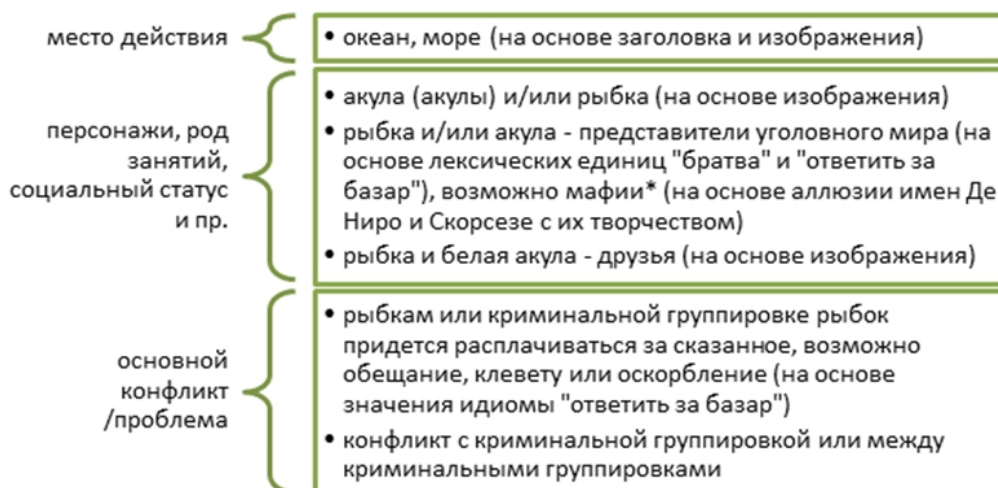 место действия
• океан, море (на основе заголовка и изображения)
персонажи, род
занятий,
социальный статус
и пр.
• акула (акулы) и/или рыбка (на основе изображения)
• рыбка и/или акула - представители уголовного мира (на
основе лексических единиц "братва" и "ответить за
базар"), возможно мафии* (на основе аллюзии имен Де
Ниро и Скорсезе с их творчеством)
• рыбка и белая акула - друзья (на основе изображения)
основной
конфликт
/проблема
• рыбкам или криминальной группировке рыбок
придется расплачиваться за сказанное, возможно
обещание, клевету или оскорбление (на основе
значения идиомы "ответить за базар")
• конфликт с криминальной группировкой или между
криминальными группировками